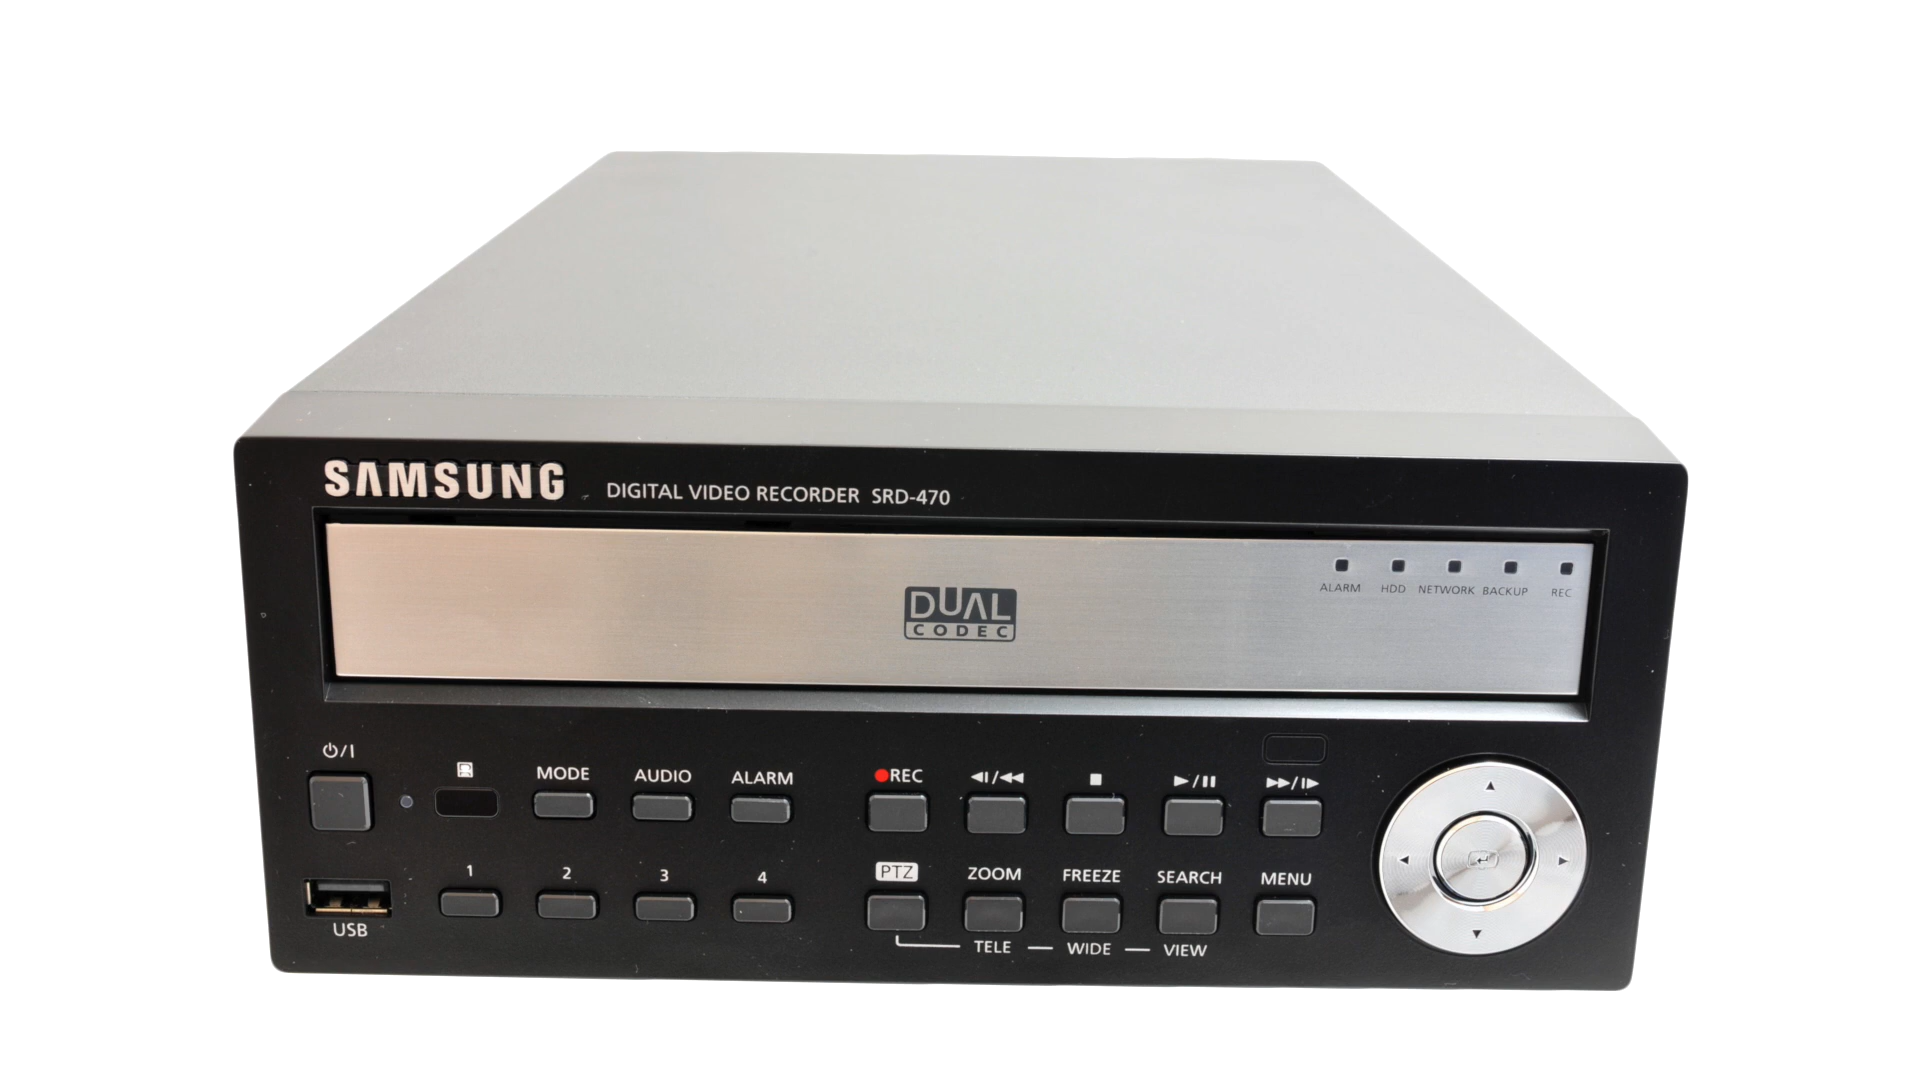 SAMSUNG DIGITAL VIDEO RECORDER SRD-470
DUAL
CODEC
ALARM HDD NETWORK BACKUP REC
MODE AUDIO ALARM REC
1 2 3 4 PTZ ZOOM FREEZE SEARCH MENU
USB TELE WIDE VIEW